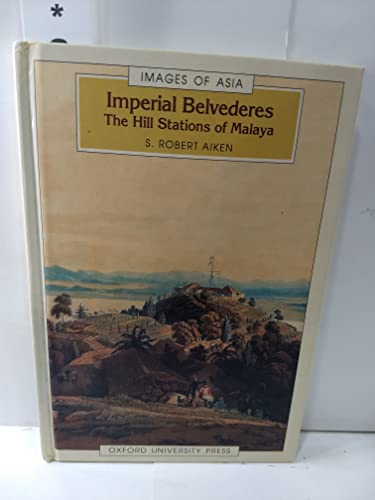 IMAGES OF ASIA
Imperial Belvederes
The Hill Stations of Malaya
S. ROBERT AIKEN
OXFORD UNIVERSITY PRESS